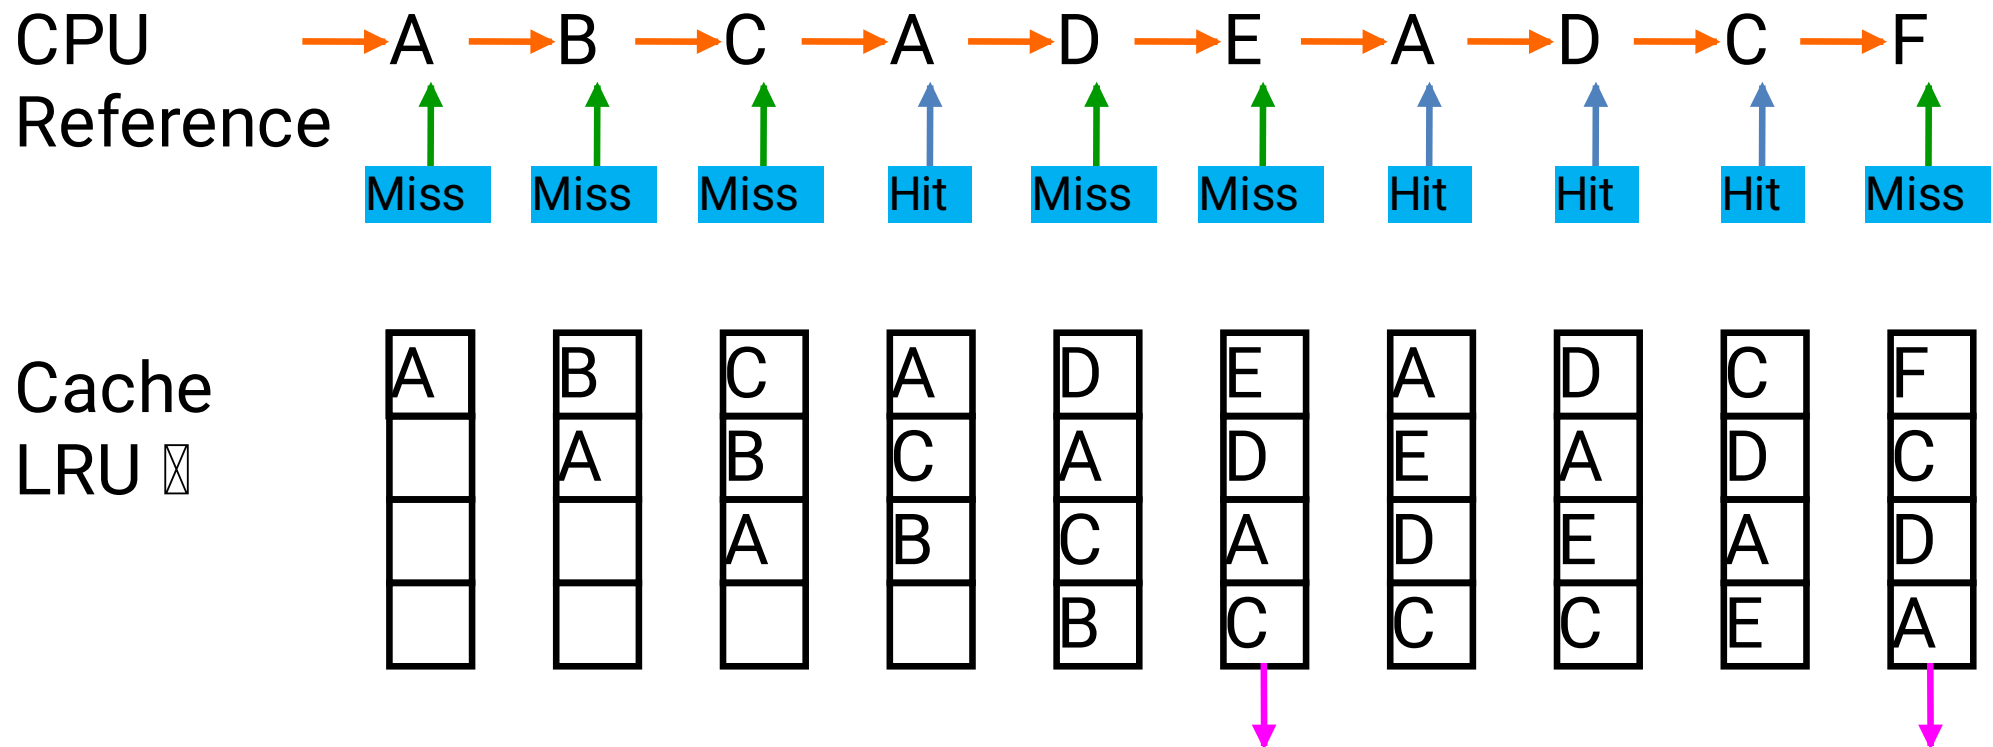 CPU Reference
A B C A D E A D C F
Miss Miss Miss Hit Miss Miss Hit Hit Hit Miss
Cache
LRU
A B C A D E A D C F
A B C A D E A D C
A B C A D E A D
B C C C E A